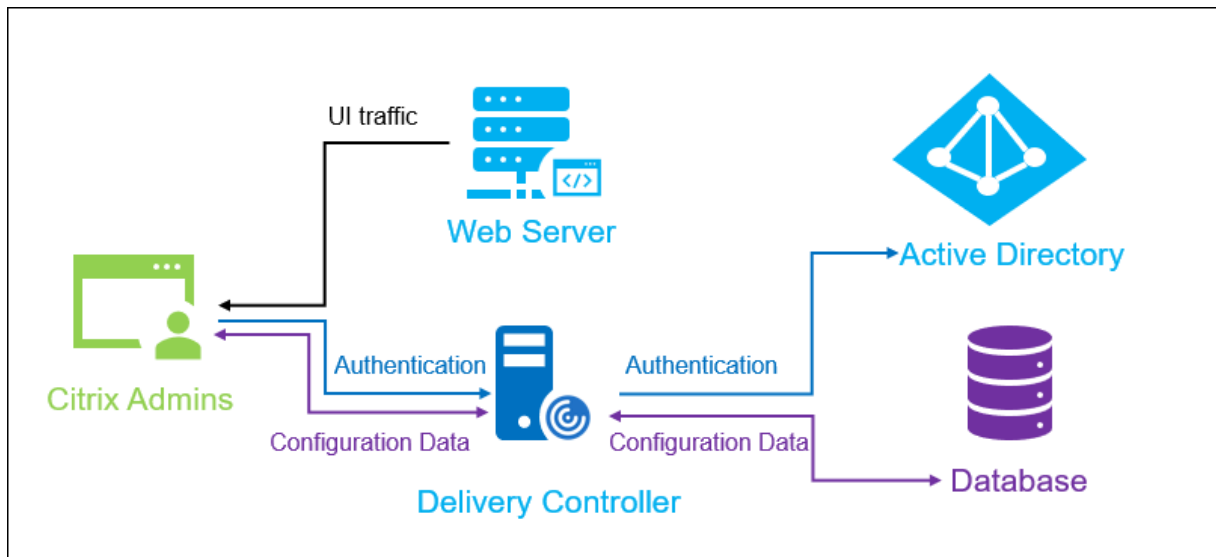 UI traffic
</>
Web Server
Active Directory
Citrix Admins
Authentication
Authentication
Configuration Data
Configuration Data
Database
Delivery Controller